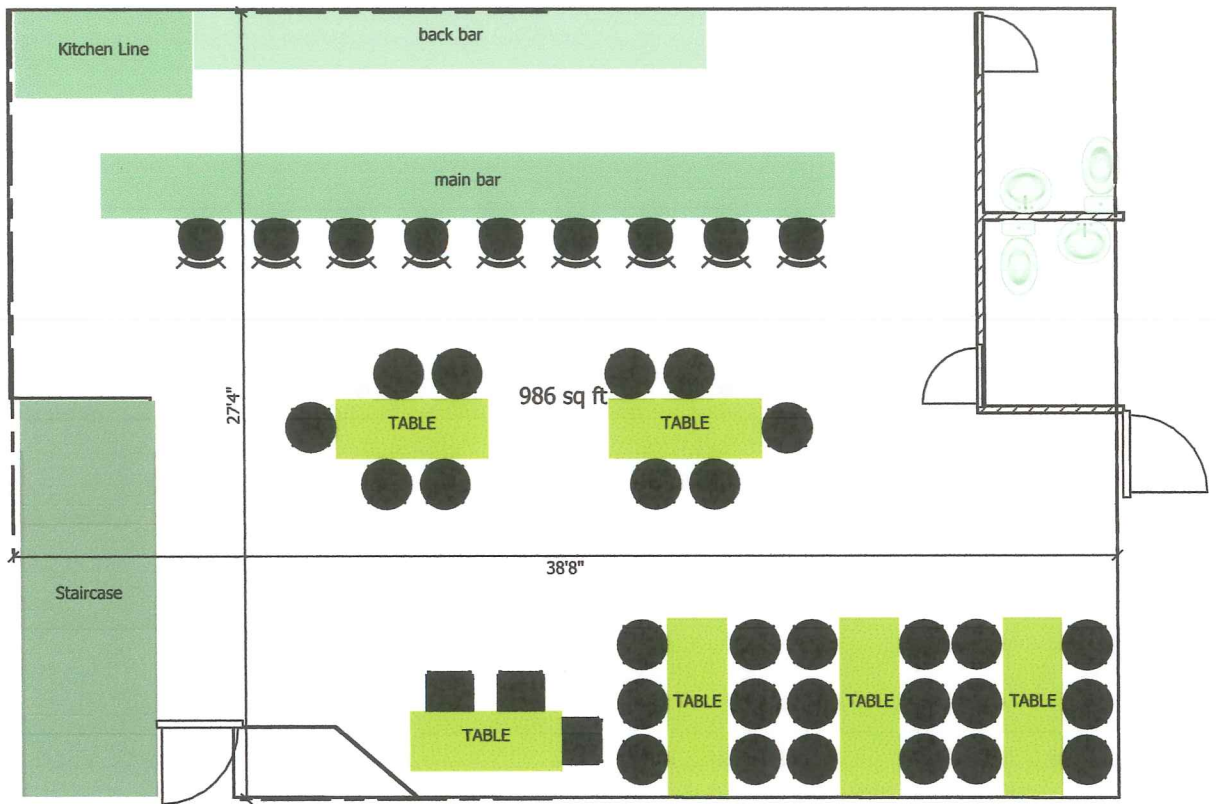 Kitchen Line
back bar
main bar
27'4"
986 sq ft
TABLE
TABLE
38'8"
Staircase
TABLE
TABLE
TABLE
TABLE